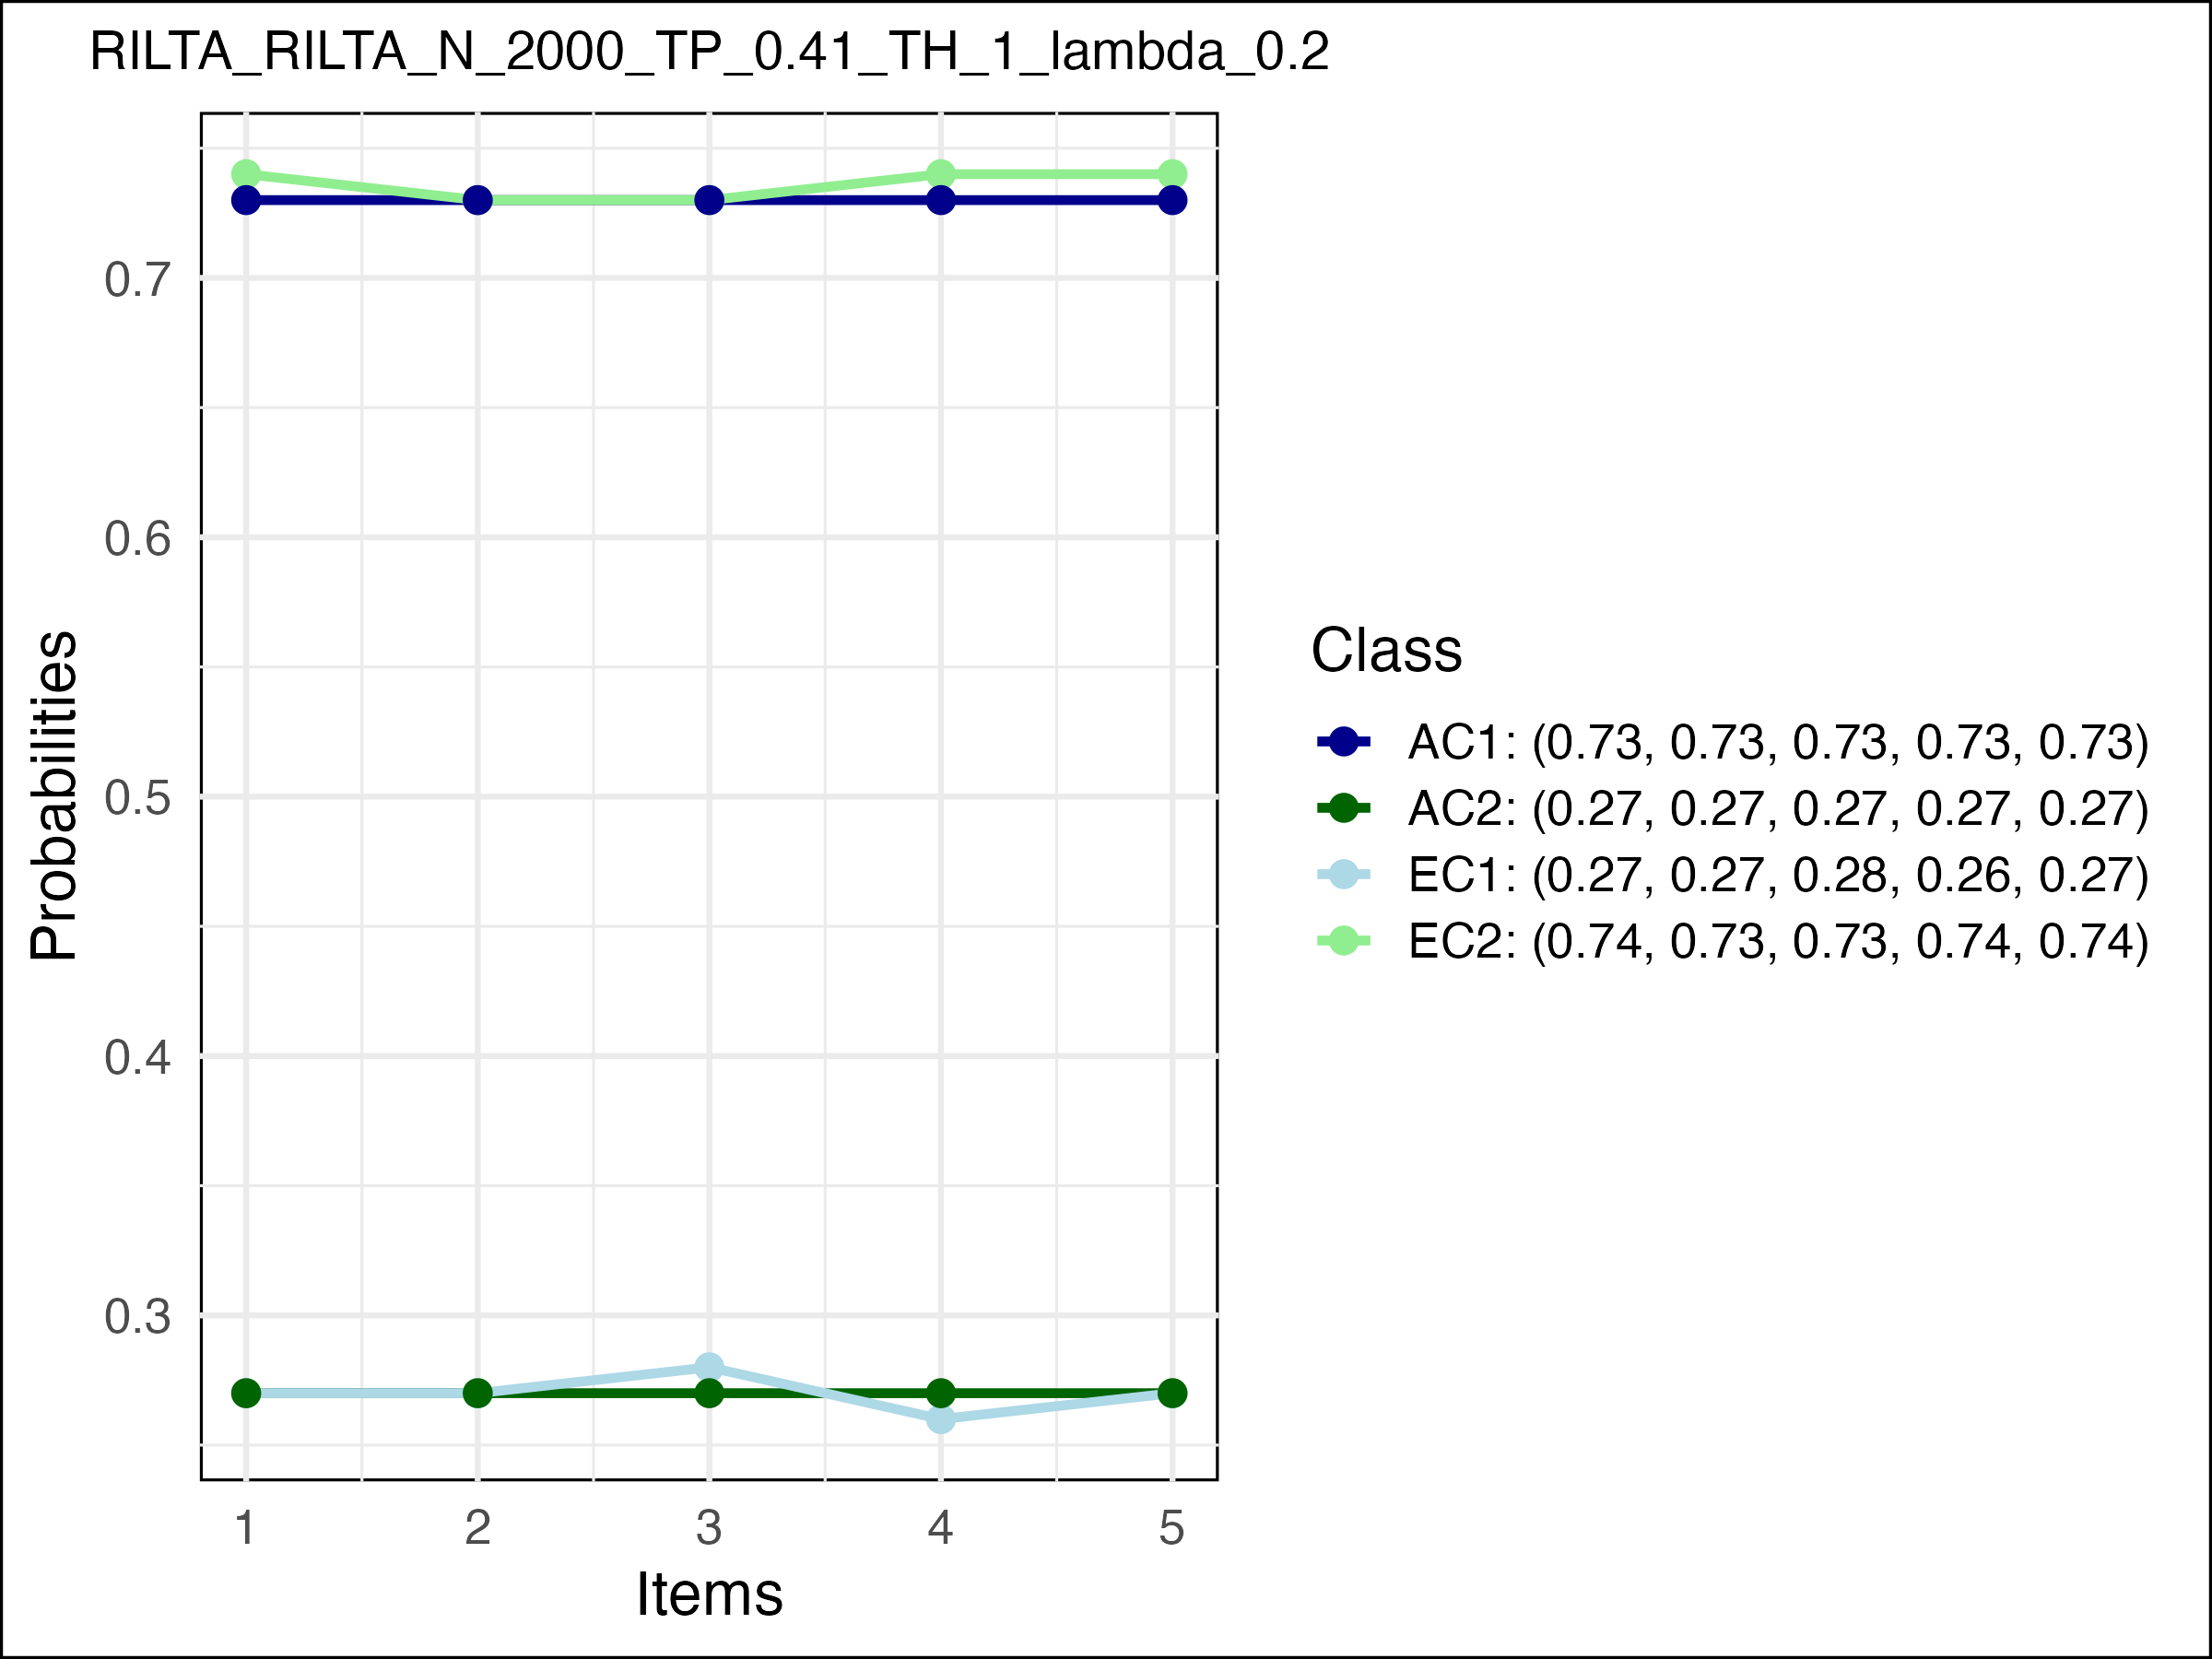 RILTA_RILTA_N_2000_TP_0.41_TH_1_lambda_0.2
Probabilities
0.7
0.6
0.5
0.4
0.3
1 2 3 4 5
Items
Class
AC1: (0.73, 0.73, 0.73, 0.73, 0.73)
AC2: (0.27, 0.27, 0.27, 0.27, 0.27)
EC1: (0.27, 0.27, 0.28, 0.26, 0.27)
EC2: (0.74, 0.73, 0.73, 0.74, 0.74)